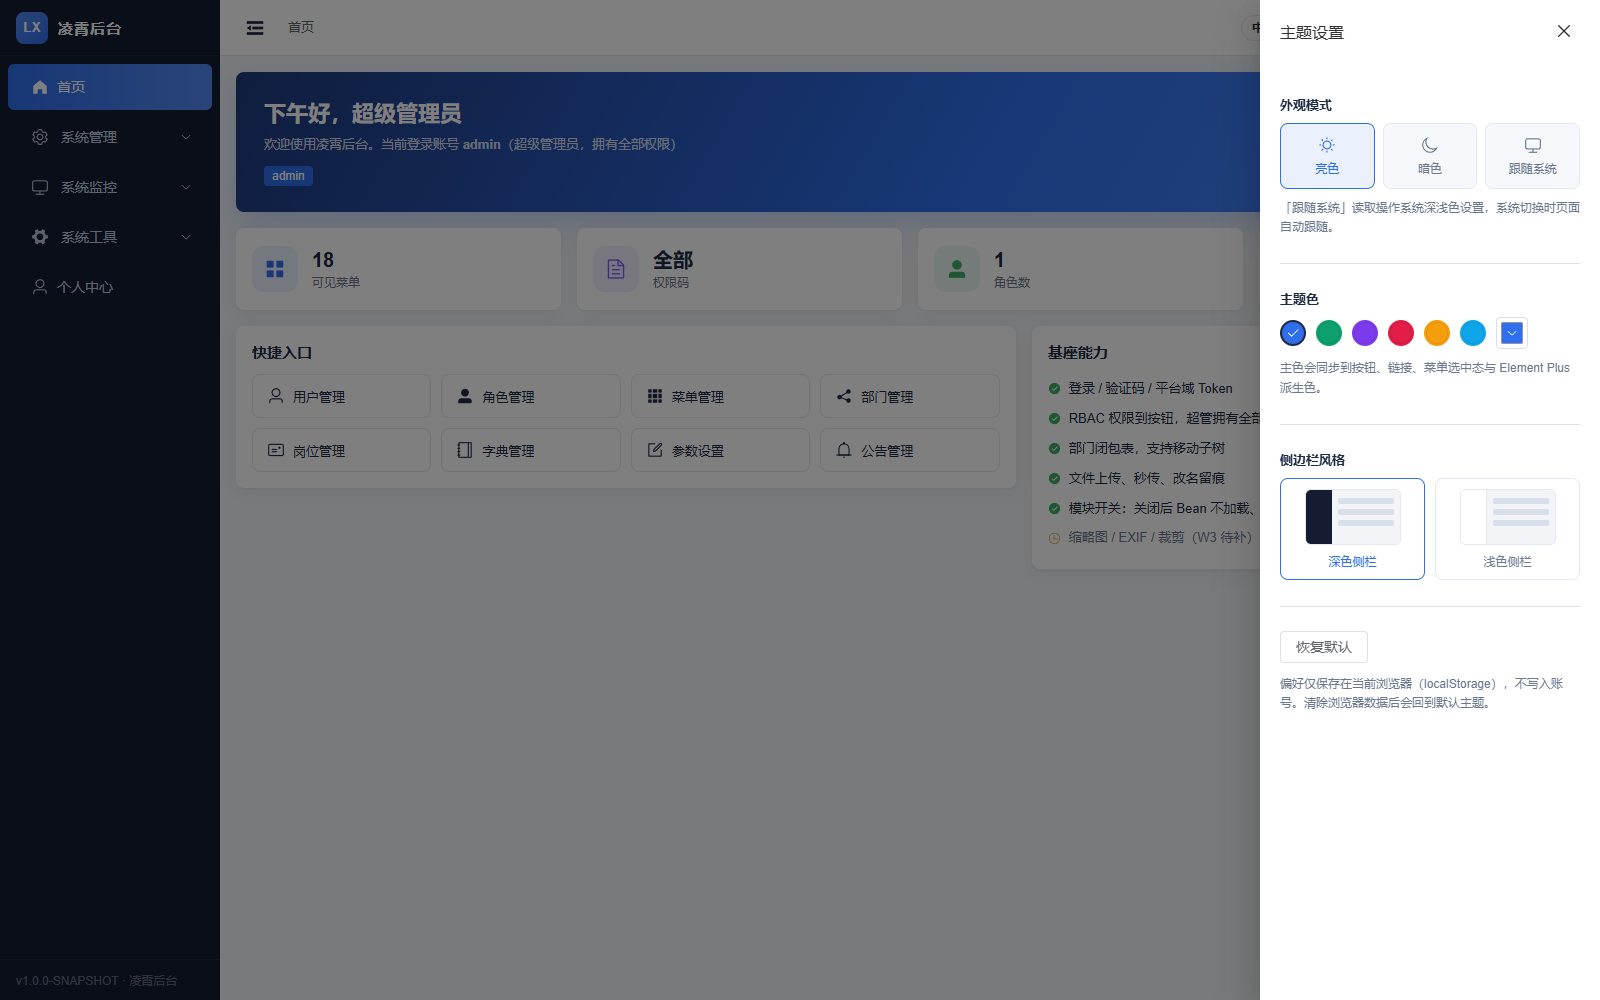 LX 凌霄后台
首页
系统管理
系统监控
系统工具
个人中心
v1.0.0-SNAPSHOT · 凌霄后台
首页
下午好，超级管理员
欢迎使用凌霄后台。当前登录账号 admin（超级管理员，拥有全部权限）
admin
18
可见菜单
全部
权限码
1
角色数
快捷入口
用户管理
角色管理
菜单管理
部门管理
岗位管理
字典管理
参数设置
公告管理
基座能力
登录 / 验证码 / 平台域 Token
RBAC 权限到按钮，超管拥有全部
部门闭包表，支持移动子树
文件上传、秒传、改名留痕
模块开关：关闭后 Bean 不加载、
缩略图 / EXIF / 裁剪（W3 待补）
主题设置
外观模式
亮色
暗色
跟随系统
「跟随系统」读取操作系统深浅色设置，系统切换时页面
自动跟随。
主题色
主色会同步到按钮、链接、菜单选中态与 Element Plus
派生色。
侧边栏风格
深色侧栏
浅色侧栏
恢复默认
偏好仅保存在当前浏览器（localStorage），不写入账
号。清除浏览器数据后会回到默认主题。